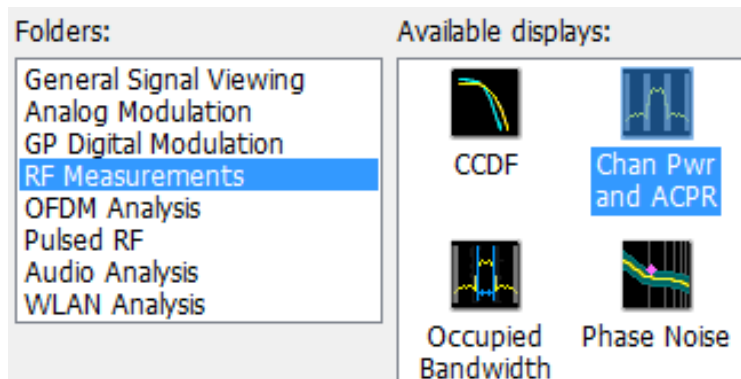 Folders:
General Signal Viewing
Analog Modulation
GP Digital Modulation
RF Measurements
OFDM Analysis
Pulsed RF
Audio Analysis
WLAN Analysis
Available displays:
CCDF
Chan Pwr
and ACPR
Occupied
Bandwidth
Phase Noise